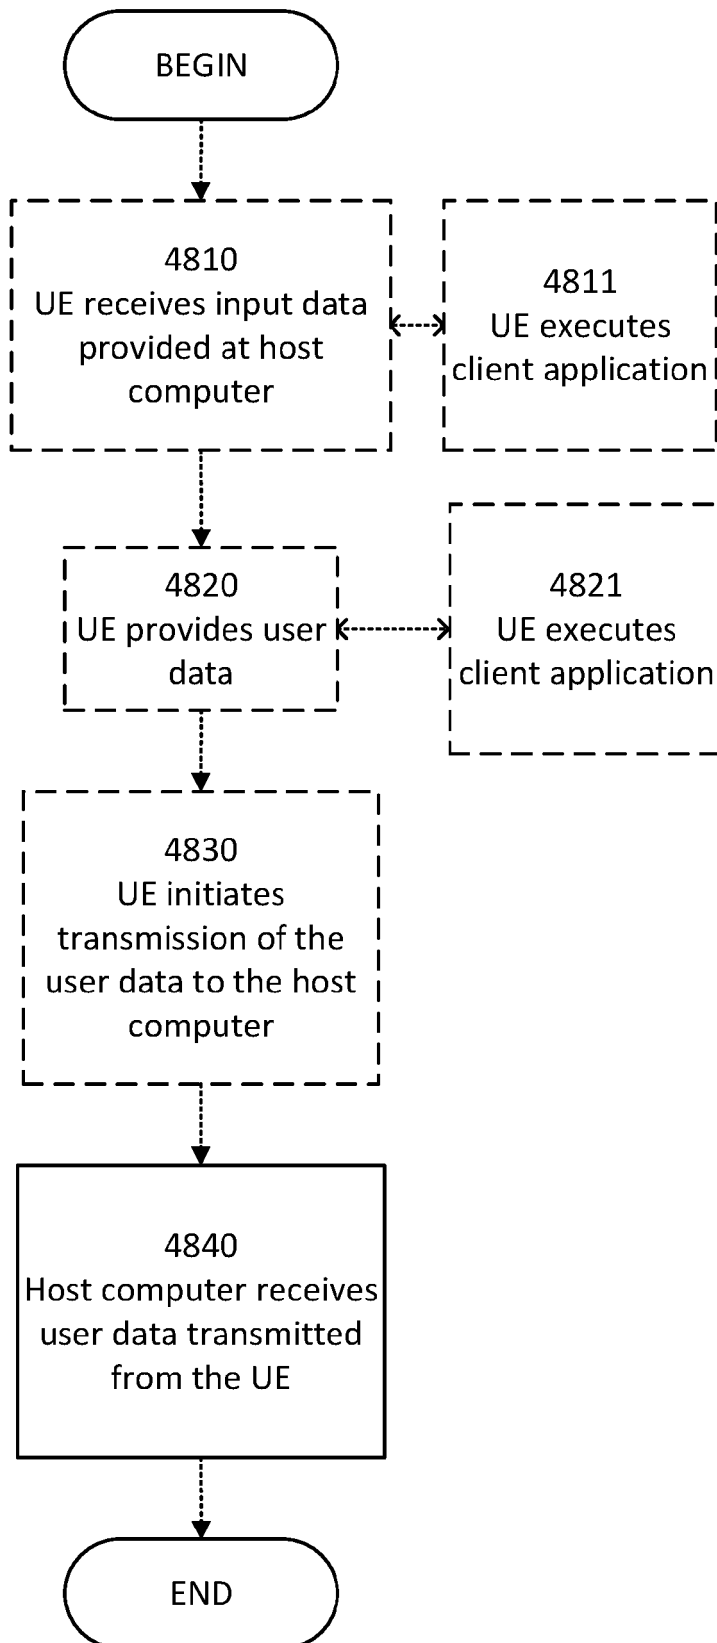 BEGIN
4810
UE receives input data
provided at host
computer
4811
UE executes
client application
4820
UE provides user
data
4821
UE executes
client application
4830
UE initiates
transmission of the
user data to the host
computer
4840
Host computer receives
user data transmitted
from the UE
END